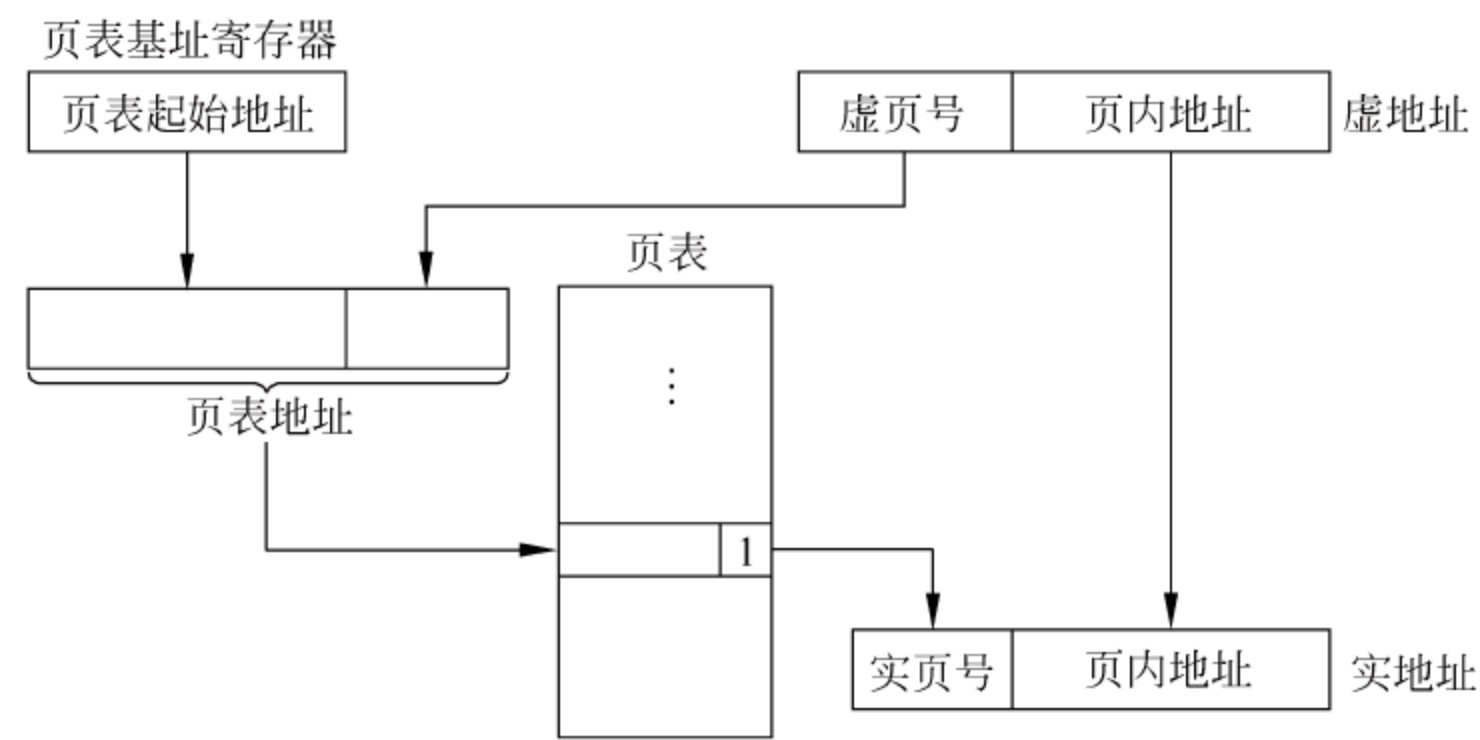 页表基址寄存器
页表起始地址
虚页号 页内地址 虚地址
页表
⋮
页表地址
1
实页号 页内地址 实地址